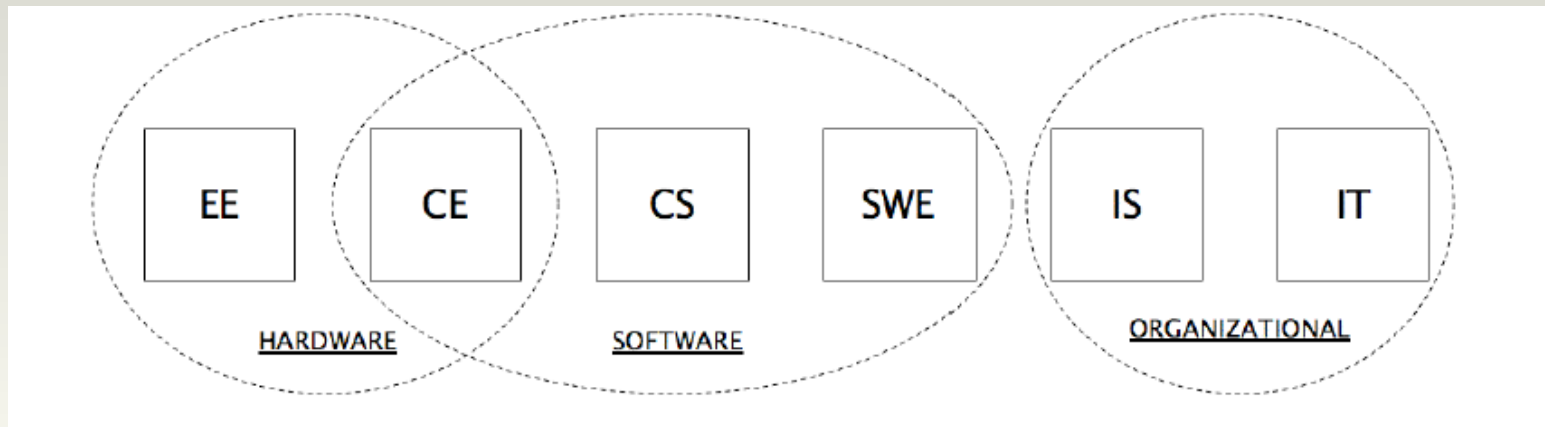 EE CE CS SWE IS IT
HARDWARE SOFTWARE ORGANIZATIONAL